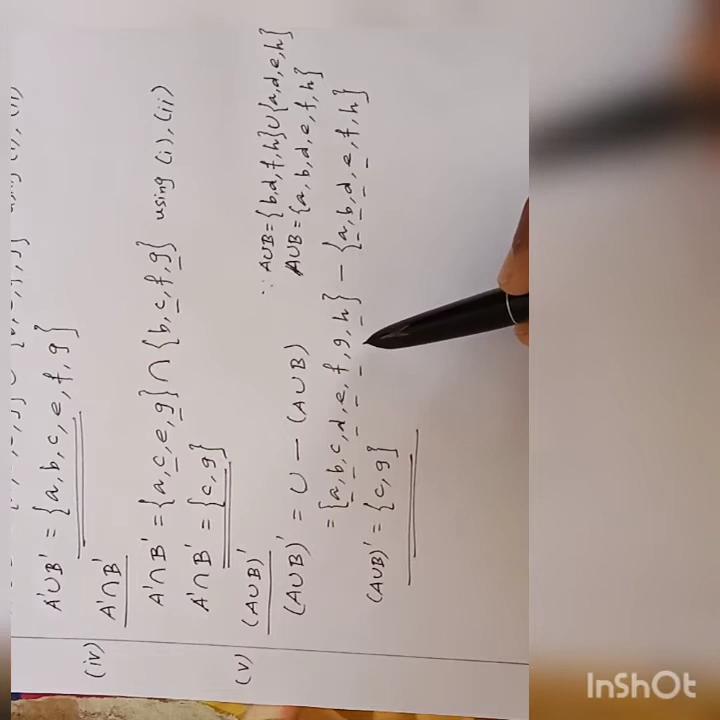 A'∪B' = {a, b, c, e, f, g}
(iv) A'∩B'
A'∩B' = {a, c, e, g} ∩ {b, c, f, g} using (i), (ii)
A'∩B' = {c, g}
(v) (A∪B)'
(A∪B)' = U − (A∪B)
∵ A∪B = {b,d,f,h}∪{a,d,e,h}
A∪B = {a,b,d,e,f,h}
= {a,b,c,d,e,f,g,h} − {a,b,d,e,f,h}
(A∪B)' = {c, g}
InShOt